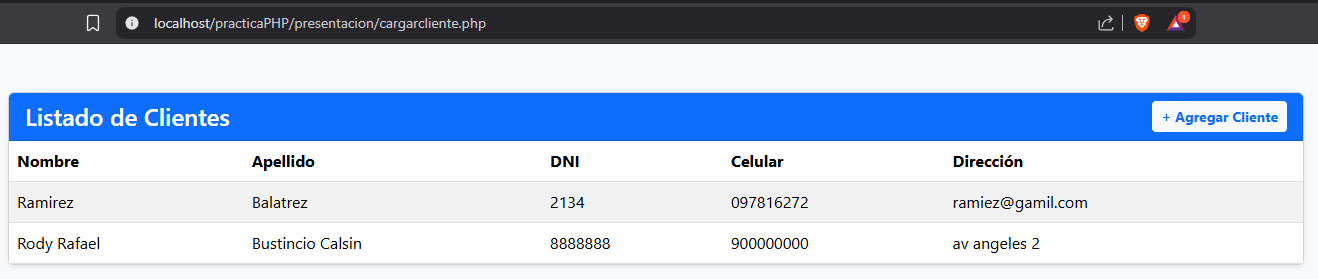 localhost/practicaPHP/presentacion/cargarcliente.php
1
Listado de Clientes + Agregar Cliente
Nombre Apellido DNI Celular Dirección
Ramirez Balatrez 2134 097816272 ramiez@gamil.com
Rody Rafael Bustincio Calsin 8888888 900000000 av angeles 2